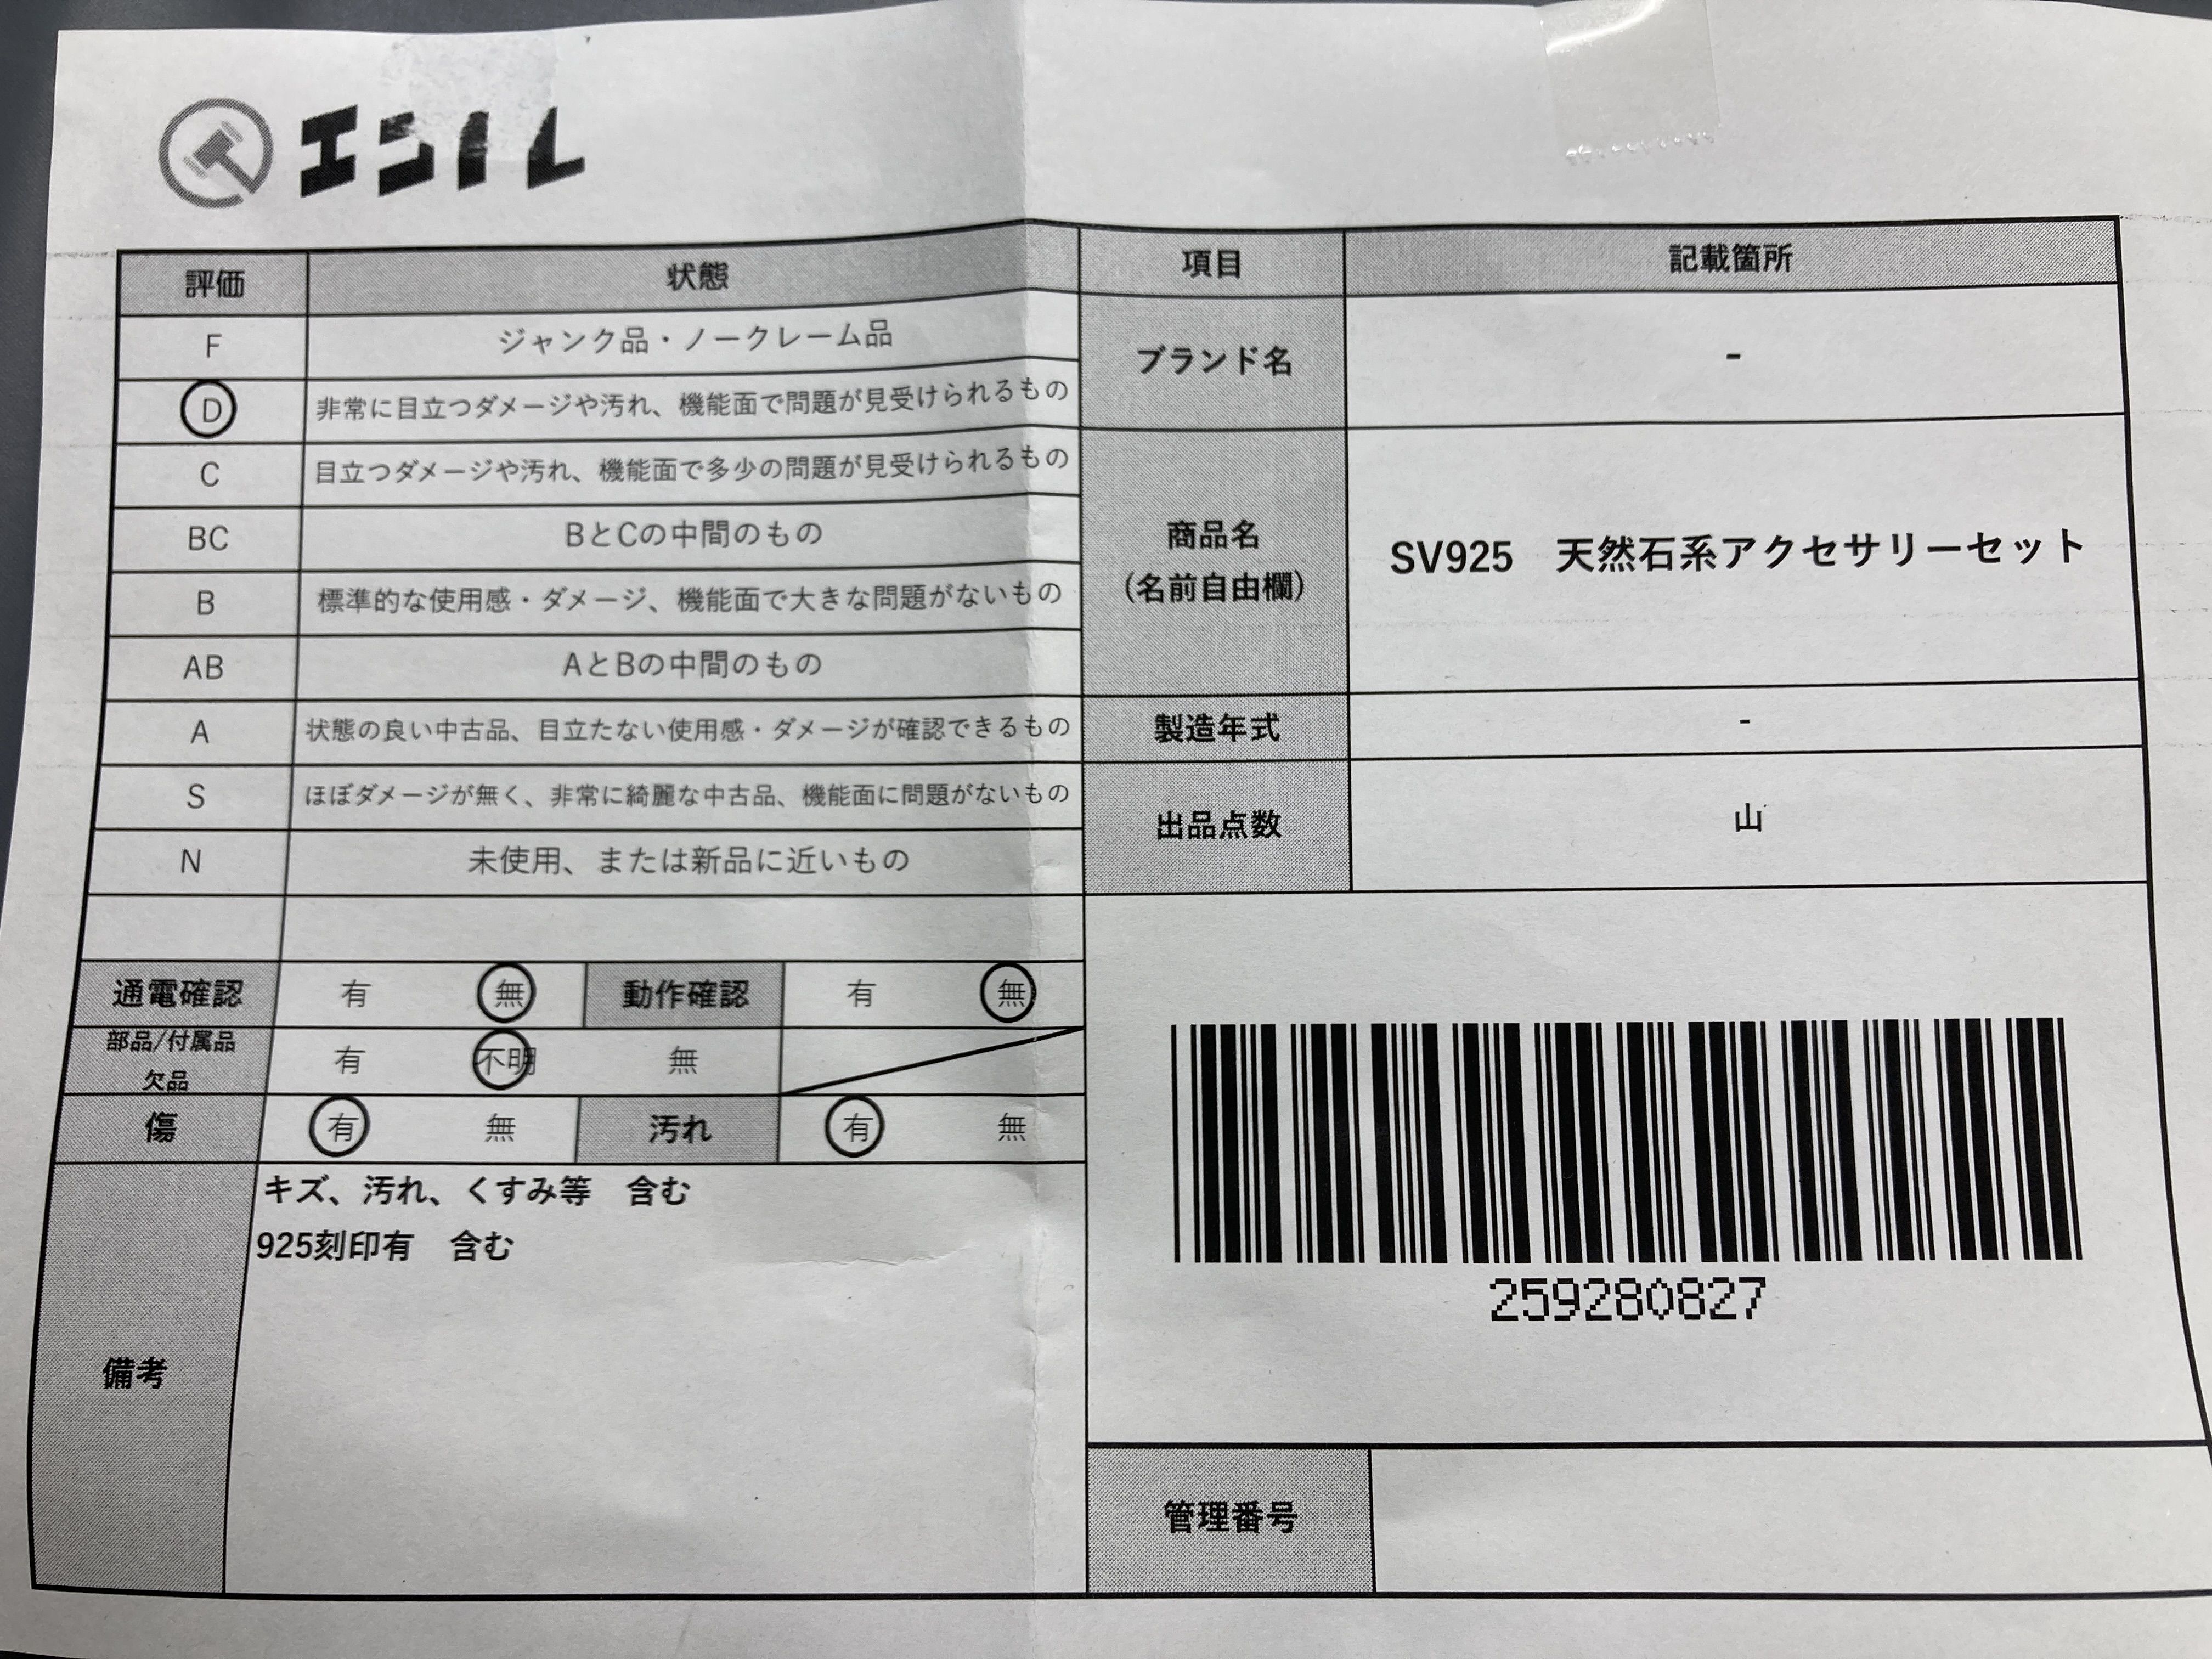 評価 状態
F ジャンク品・ノークレーム品
D 非常に目立つダメージや汚れ、機能面で問題が見受けられるもの
C 目立つダメージや汚れ、機能面で多少の問題が見受けられるもの
BC BとCの中間のもの
B 標準的な使用感・ダメージ、機能面で大きな問題がないもの
AB AとBの中間のもの
A 状態の良い中古品、目立たない使用感・ダメージが確認できるもの
S ほぼダメージが無く、非常に綺麗な中古品、機能面に問題がないもの
N 未使用、または新品に近いもの
通電確認 有 無 動作確認 有 無
部品/付属品
欠品 有 不明 無
傷 有 無 汚れ 有 無
備考
キズ、汚れ、くすみ等 含む
925刻印有 含む
項目 記載箇所
ブランド名 -
商品名
(名前自由欄)
SV925 天然石系アクセサリーセット
製造年式 -
出品点数 山
259280827
管理番号